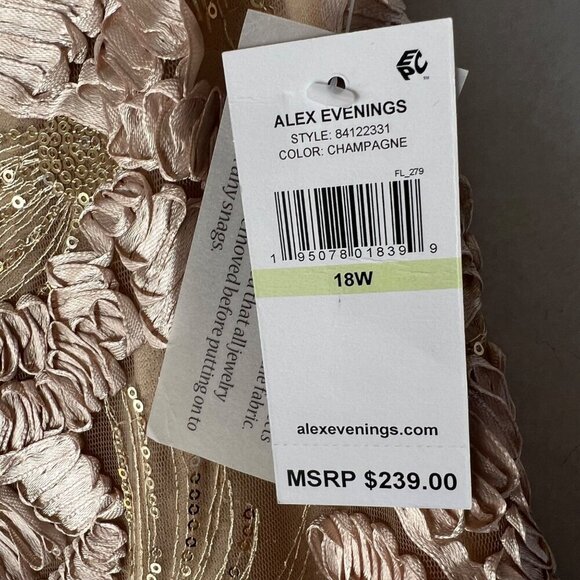 EPC
ALEX EVENINGS
STYLE: 84122331
COLOR: CHAMPAGNE
FL_279
1 95078 01839 9
18W
alexevenings.com
MSRP $239.00
fabric.
that all jewelry
moved before putting on to
any snags.